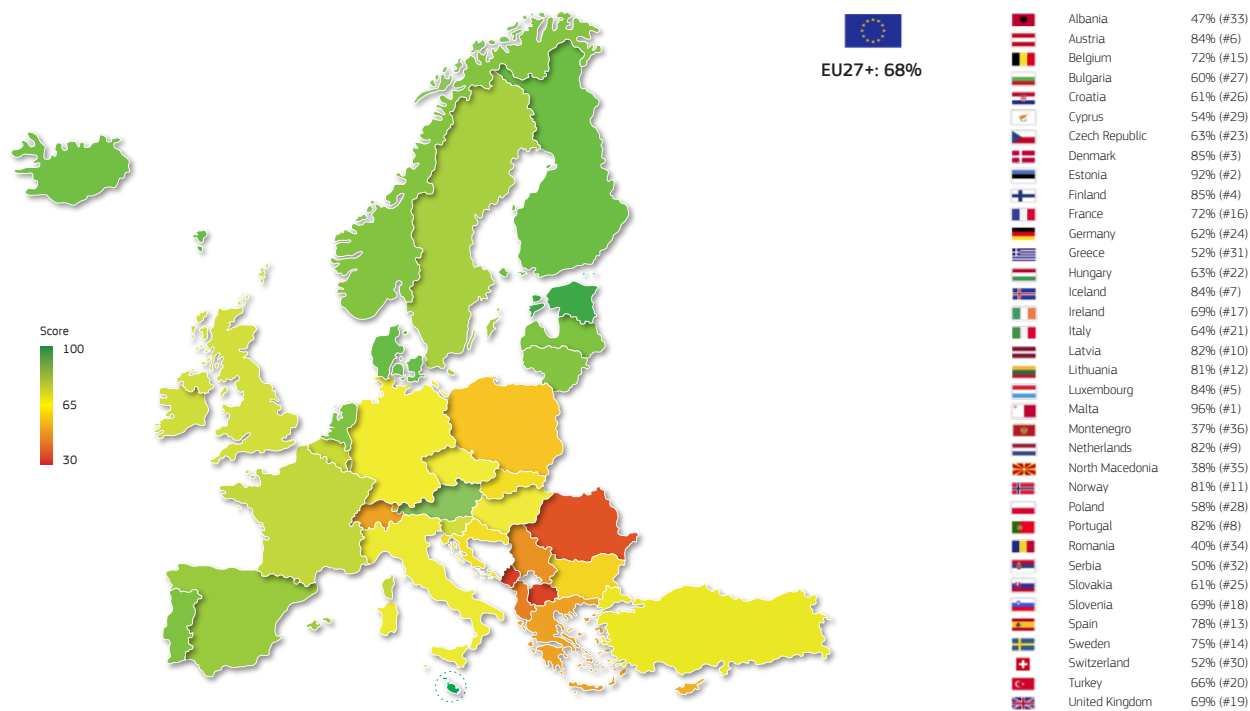 EU27+: 68%
Score
100
65
30
Albania 47% (#33)
Austria 84% (#6)
Belgium 72% (#15)
Bulgaria 60% (#27)
Croatia 61% (#26)
Cyprus 54% (#29)
Czech Republic 63% (#23)
Denmark 85% (#3)
Estonia 92% (#2)
Finland 85% (#4)
France 72% (#16)
Germany 62% (#24)
Greece 52% (#31)
Hungary 63% (#22)
Iceland 84% (#7)
Ireland 69% (#17)
Italy 64% (#21)
Latvia 82% (#10)
Lithuania 81% (#12)
Luxembourg 84% (#5)
Malta 96% (#1)
Montenegro 37% (#36)
Netherlands 82% (#9)
North Macedonia 38% (#35)
Norway 81% (#11)
Poland 58% (#28)
Portugal 82% (#8)
Romania 40% (#34)
Serbia 50% (#32)
Slovakia 61% (#25)
Slovenia 69% (#18)
Spain 78% (#13)
Sweden 75% (#14)
Switzerland 52% (#30)
Turkey 66% (#20)
United Kingdom 69% (#19)